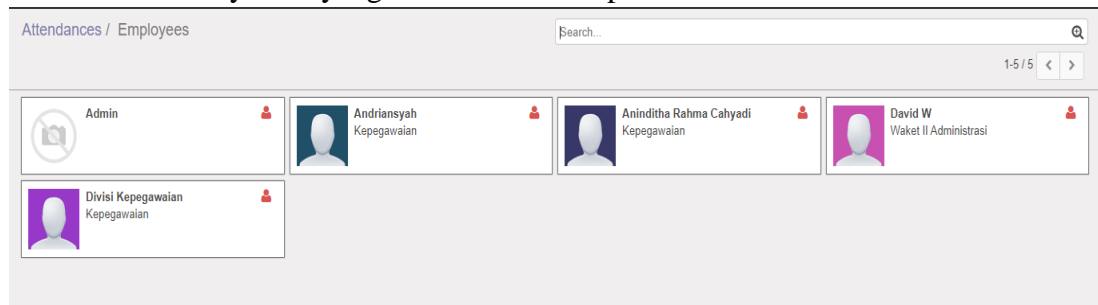 Attendances / Employees
Search...
1-5 / 5
Admin
Andriansyah
Kepegawaian
Aninditha Rahma Cahyadi
Kepegawaian
David W
Waket II Administrasi
Divisi Kepegawaian
Kepegawaian